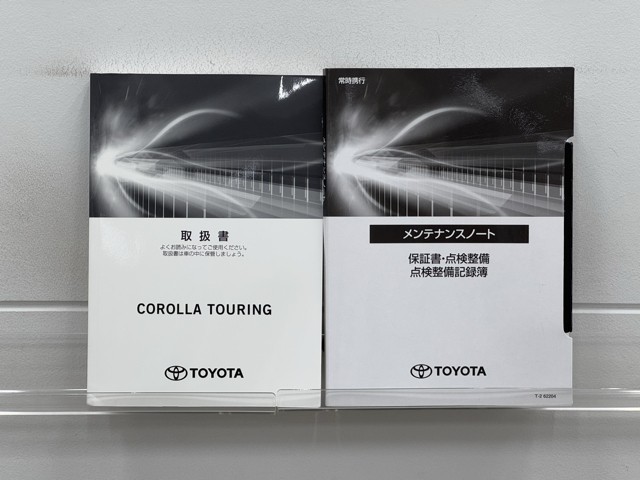 取扱書
よくお読みになってご使用ください。
取扱書は車の中に保管しましょう。
COROLLA TOURING
TOYOTA
常時携行
メンテナンスノート
保証書・点検整備
点検整備記録簿
TOYOTA